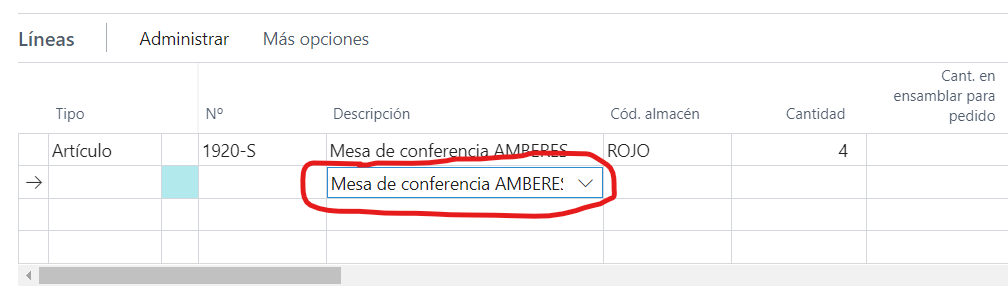 Líneas Administrar Más opciones
Cant. en
ensamblar para
Tipo Nº Descripción Cód. almacén Cantidad pedido
Artículo 1920-S Mesa de conferencia AMBERES ROJO 4
Mesa de conferencia AMBERES